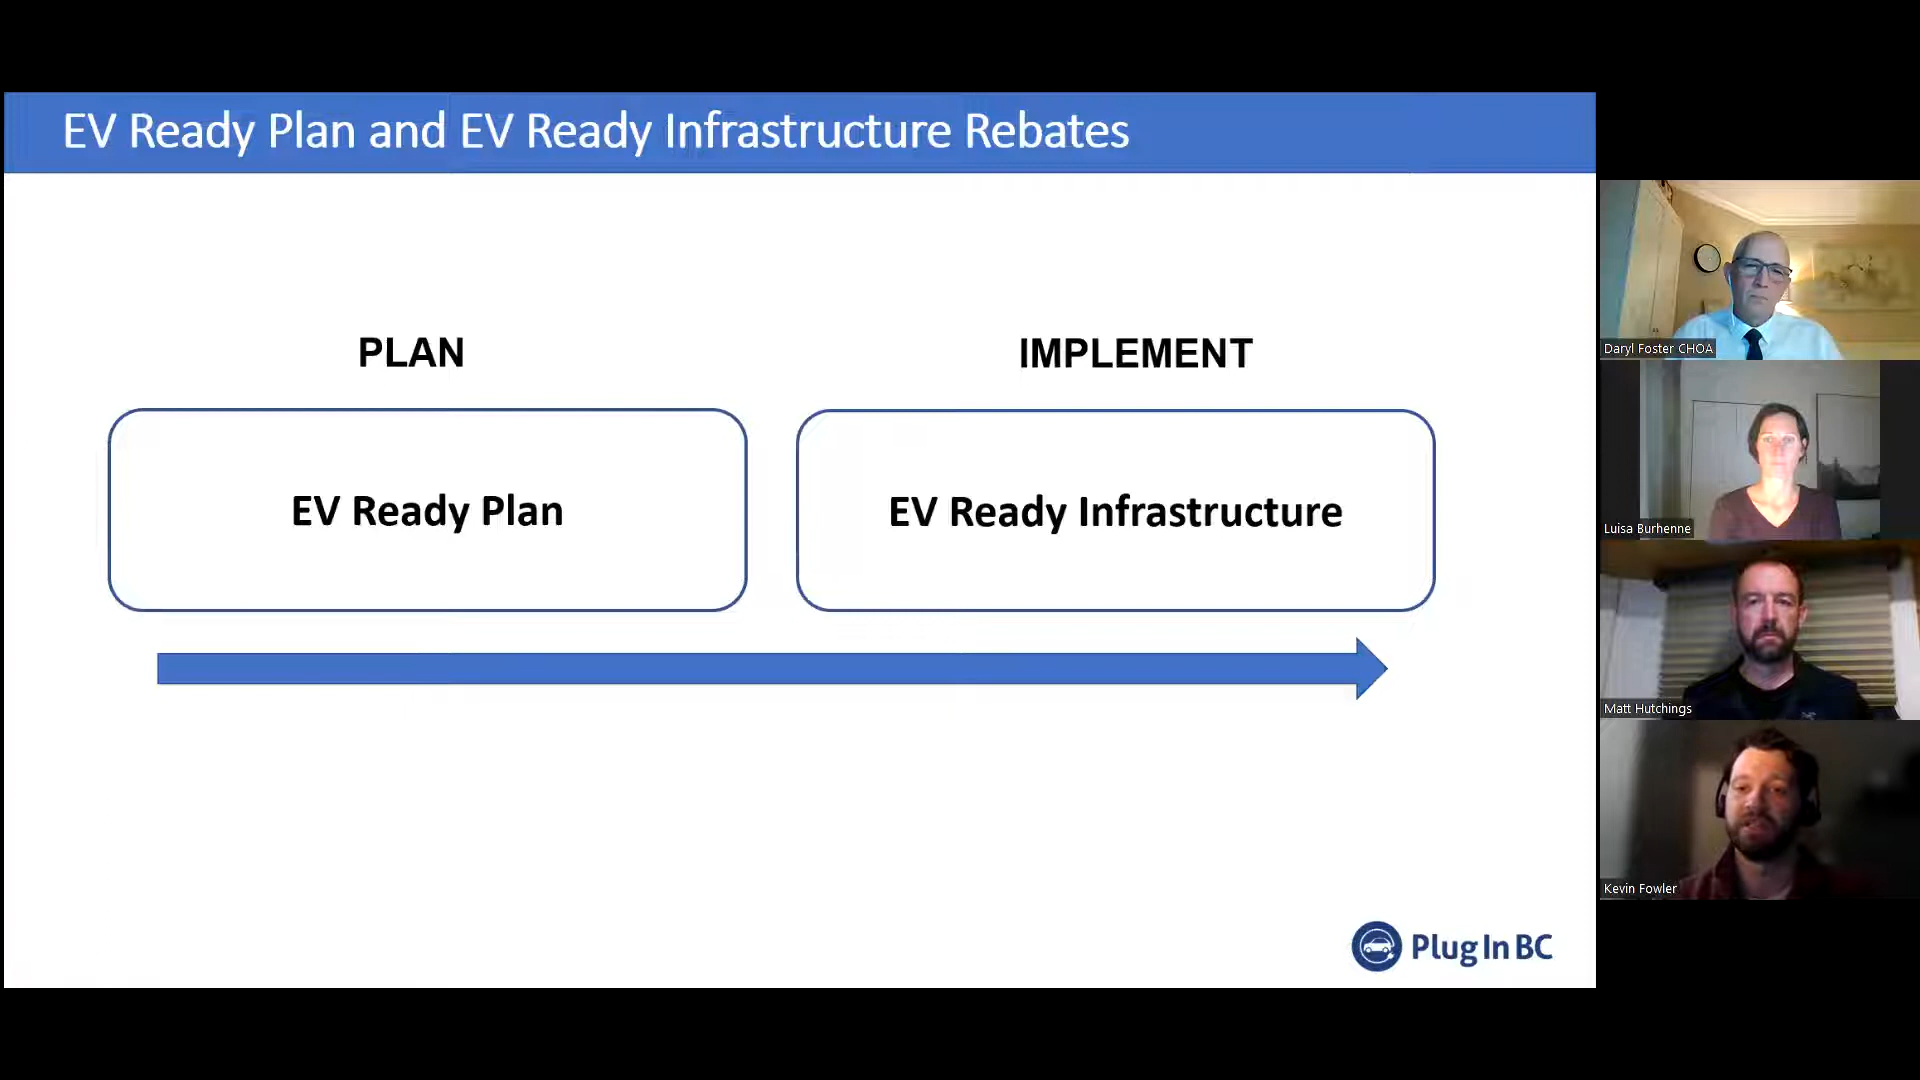 EV Ready Plan and EV Ready Infrastructure Rebates
PLAN
IMPLEMENT
EV Ready Plan
EV Ready Infrastructure
Plug In BC
Daryl Foster CHOA
Luisa Burhenne
Matt Hutchings
Kevin Fowler